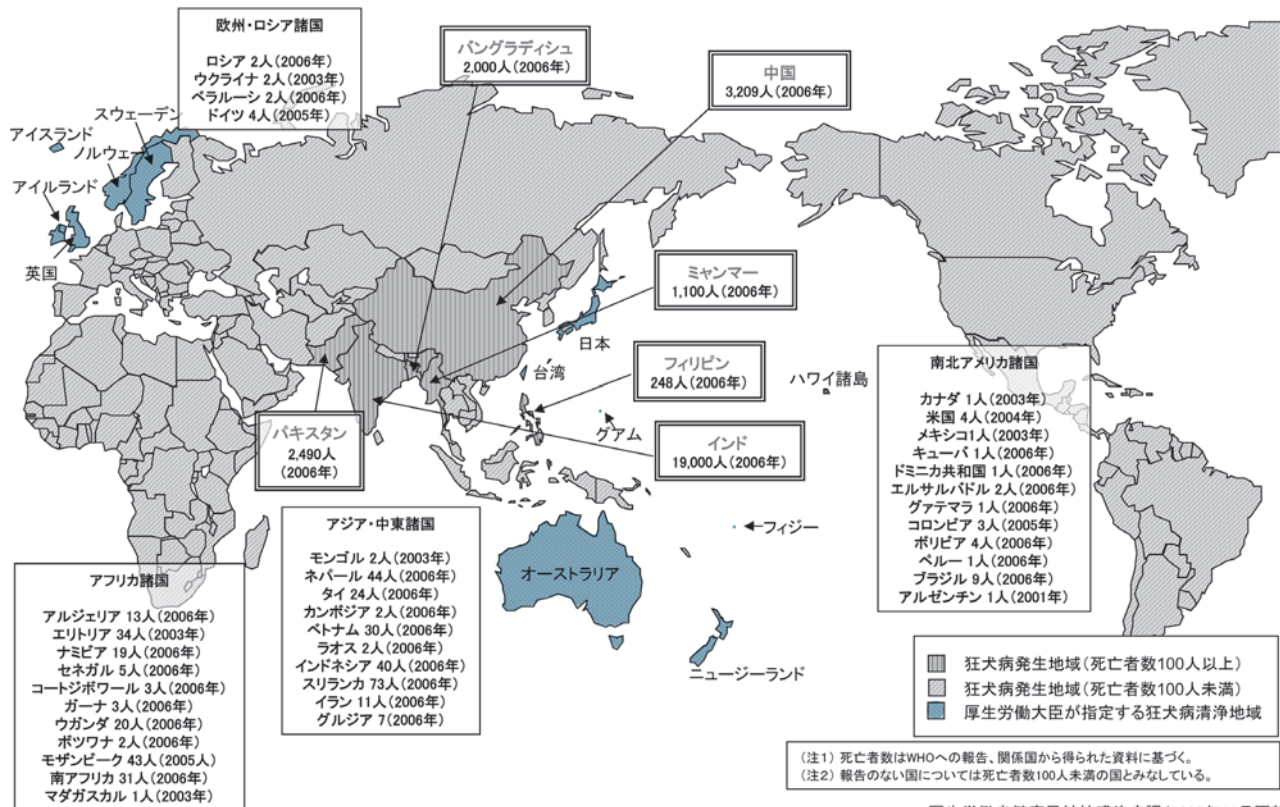 欧州・ロシア諸国
ロシア 2人(2006年)
ウクライナ 2人(2003年)
ベラルーシ 2人(2006年)
ドイツ 4人(2005年)
バングラディシュ
2,000人(2006年)
中国
3,209人(2006年)
スウェーデン
アイスランド
ノルウェー
アイルランド
英国
ミャンマー
1,100人(2006年)
日本
台湾
フィリピン
248人(2006年)
グアム
ハワイ諸島
パキスタン
2,490人
(2006年)
インド
19,000人(2006年)
南北アメリカ諸国
カナダ 1人(2003年)
米国 4人(2004年)
メキシコ1人(2003年)
キューバ 1人(2006年)
ドミニカ共和国 1人(2006年)
エルサルバドル 2人(2006年)
グァテマラ 1人(2006年)
コロンビア 3人(2005年)
ボリビア 4人(2006年)
ペルー 1人(2006年)
ブラジル 9人(2006年)
アルゼンチン 1人(2001年)
アジア・中東諸国
モンゴル 2人(2003年)
ネパール 44人(2006年)
タイ 24人(2006年)
カンボジア 2人(2006年)
ベトナム 30人(2006年)
ラオス 2人(2006年)
インドネシア 40人(2006年)
スリランカ 73人(2006年)
イラン 11人(2006年)
グルジア 7(2006年)
オーストラリア
フィジー
ニュージーランド
アフリカ諸国
アルジェリア 13人(2006年)
エリトリア 34人(2003年)
ナミビア 19人(2006年)
セネガル 5人(2006年)
コートジボワール 3人(2006年)
ガーナ 3人(2006年)
ウガンダ 20人(2006年)
ボツワナ 2人(2006年)
モザンビーク 43人(2005人)
南アフリカ 31人(2006年)
マダガスカル 1人(2003年)
狂犬病発生地域(死亡者数100人以上)
狂犬病発生地域(死亡者数100人未満)
厚生労働大臣が指定する狂犬病清浄地域
(注1) 死亡者数はWHOへの報告、関係国から得られた資料に基づく。
(注2) 報告のない国については死亡者数100人未満の国とみなしている。